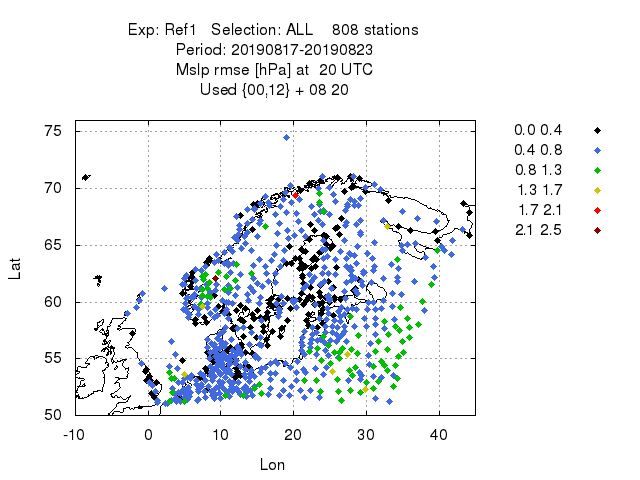 Exp: Ref1 Selection: ALL 808 stations
Period: 20190817-20190823
Mslp rmse [hPa] at 20 UTC
Used {00,12} + 08 20
0.0 0.4
0.4 0.8
0.8 1.3
1.3 1.7
1.7 2.1
2.1 2.5
75
70
65
60
55
50
Lat
-10 0 10 20 30 40
Lon